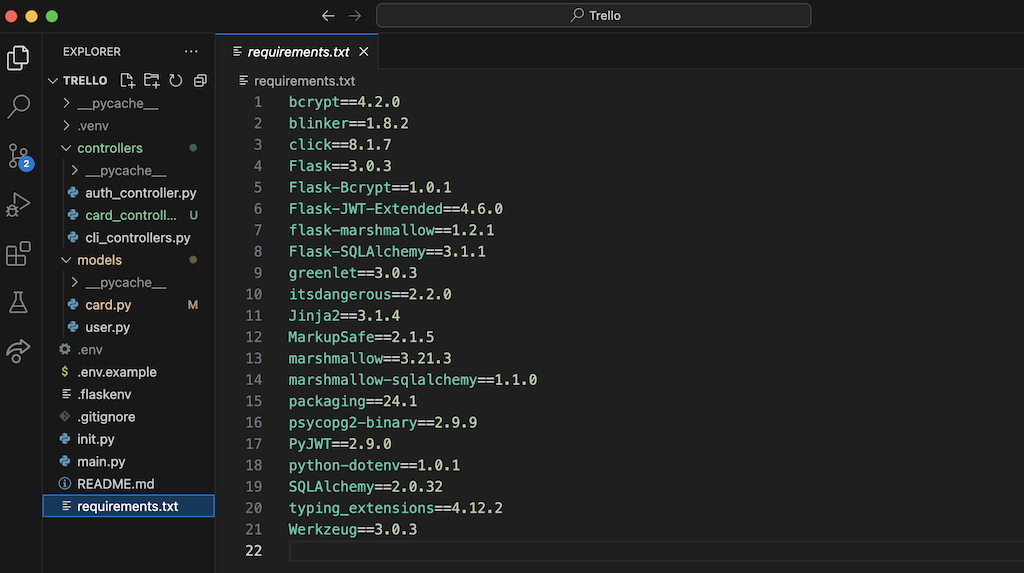 Trello
EXPLORER
requirements.txt
TRELLO
requirements.txt
__pycache__
.venv
controllers
__pycache__
auth_controller.py
card_controll... U
cli_controllers.py
2
models
__pycache__
card.py M
user.py
.env
$ .env.example
.flaskenv
.gitignore
init.py
main.py
README.md
requirements.txt
1 bcrypt==4.2.0
2 blinker==1.8.2
3 click==8.1.7
4 Flask==3.0.3
5 Flask-Bcrypt==1.0.1
6 Flask-JWT-Extended==4.6.0
7 flask-marshmallow==1.2.1
8 Flask-SQLAlchemy==3.1.1
9 greenlet==3.0.3
10 itsdangerous==2.2.0
11 Jinja2==3.1.4
12 MarkupSafe==2.1.5
13 marshmallow==3.21.3
14 marshmallow-sqlalchemy==1.1.0
15 packaging==24.1
16 psycopg2-binary==2.9.9
17 PyJWT==2.9.0
18 python-dotenv==1.0.1
19 SQLAlchemy==2.0.32
20 typing_extensions==4.12.2
21 Werkzeug==3.0.3
22